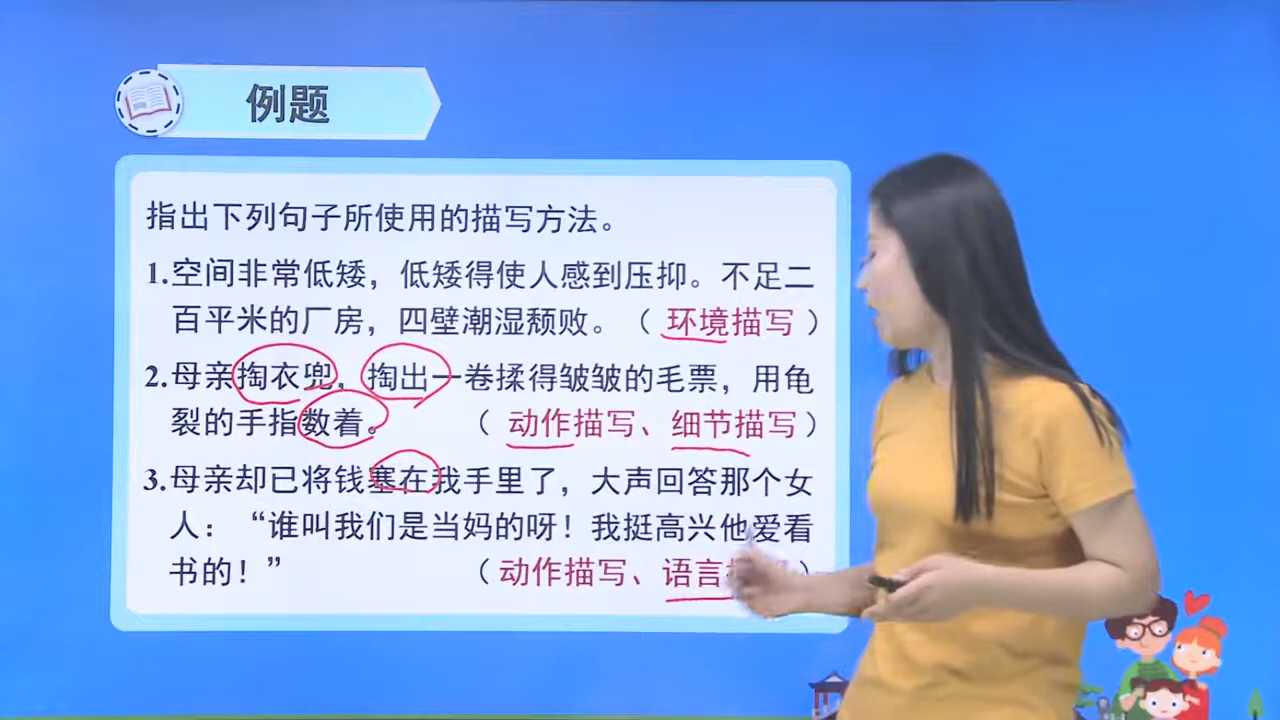 例题
指出下列句子所使用的描写方法。
1.空间非常低矮，低矮得使人感到压抑。不足二
百平米的厂房，四壁潮湿颓败。（环境描写）
2.母亲掏衣兜，掏出一卷揉得皱皱的毛票，用龟
裂的手指数着。（动作描写、细节描写）
3.母亲却已将钱塞在我手里了，大声回答那个女
人：“谁叫我们是当妈的呀！我挺高兴他爱看
书的！”（动作描写、语言）